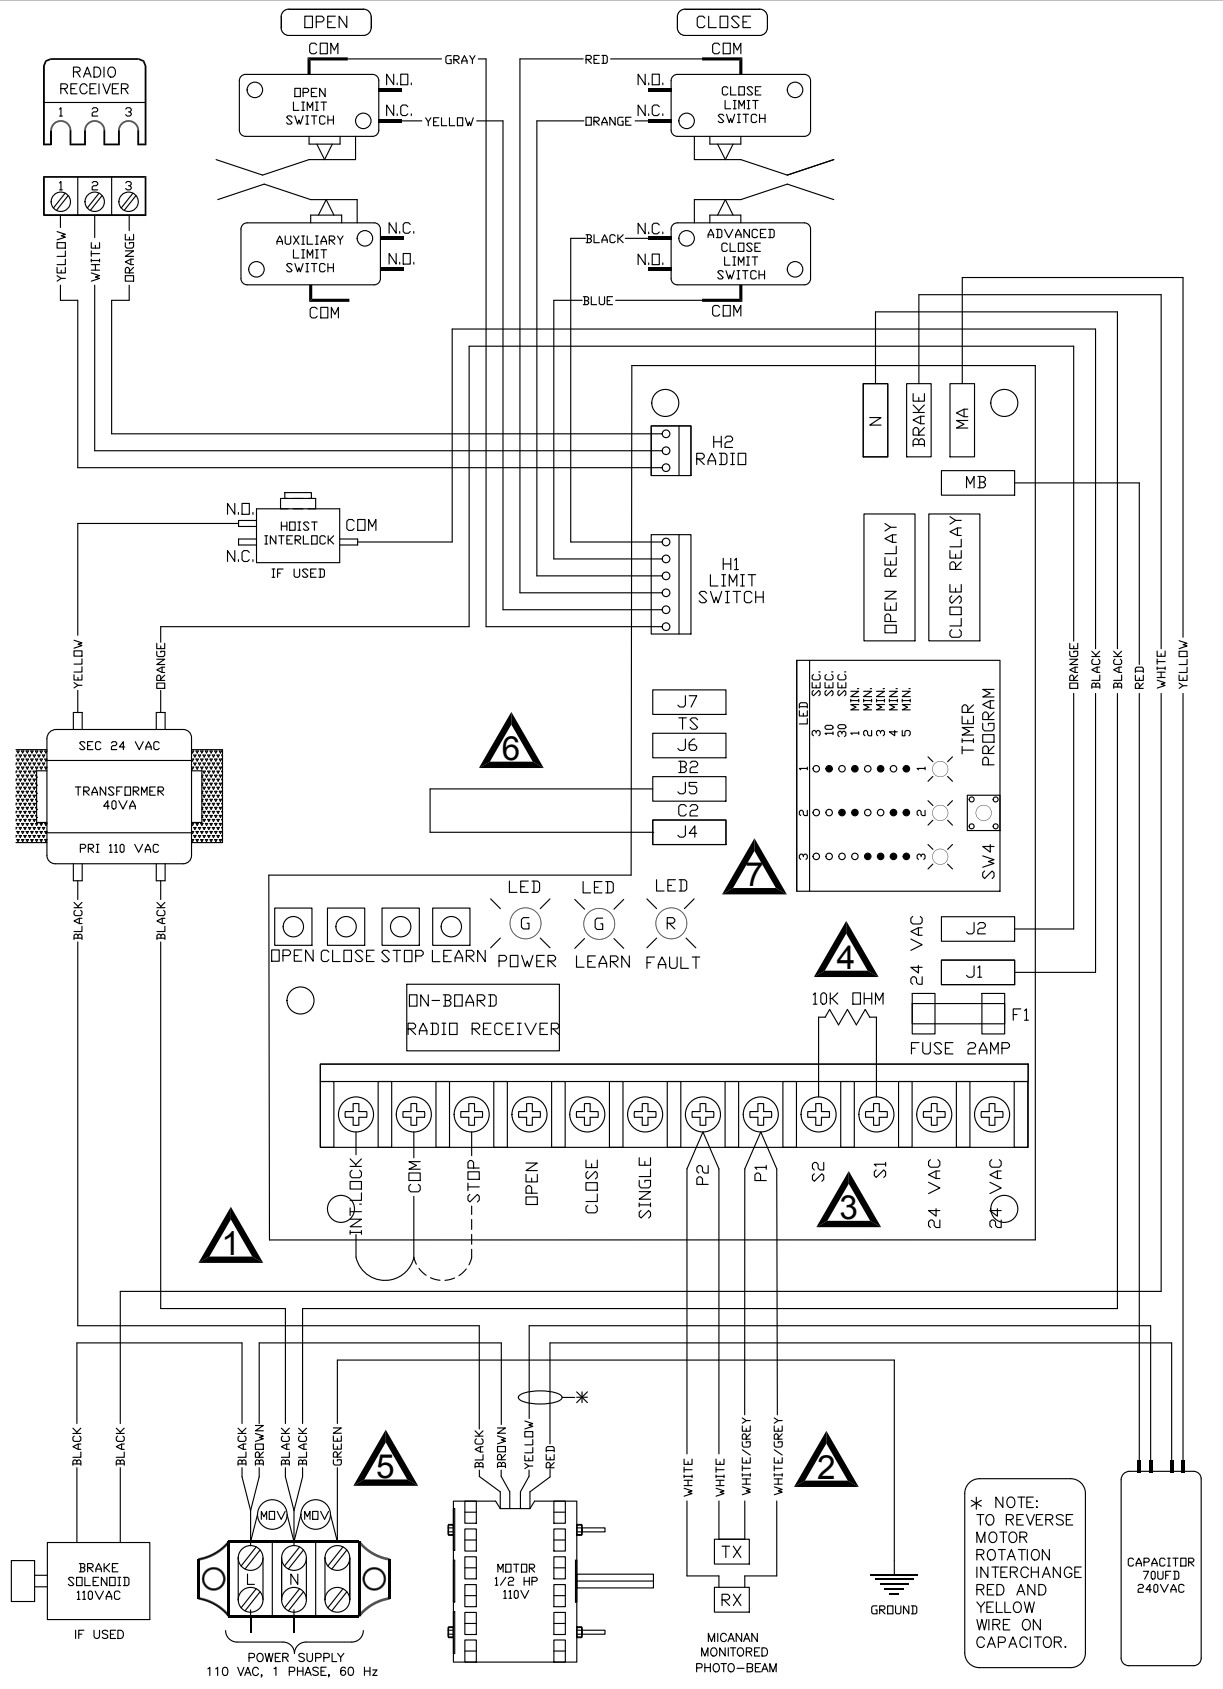 OPEN
CLOSE
COM
GRAY
RED
COM
RADIO
RECEIVER
1 2 3
OPEN
LIMIT
SWITCH
N.O.
N.C.
YELLOW
ORANGE
N.O.
N.C.
CLOSE
LIMIT
SWITCH
1 2 3
YELLOW
WHITE
ORANGE
AUXILIARY
LIMIT
SWITCH
N.C.
N.O.
COM
BLACK
BLUE
N.C.
N.O.
ADVANCED
CLOSE
LIMIT
SWITCH
COM
N
BRAKE
MA
MB
H2
RADIO
N.O.
N.C.
HOIST
INTERLOCK
COM
IF USED
H1
LIMIT
SWITCH
OPEN RELAY
CLOSE RELAY
YELLOW
ORANGE
ORANGE
BLACK
BLACK
RED
WHITE
YELLOW
SEC 24 VAC
TRANSFORMER
40VA
PRI 110 VAC
BLACK
BLACK
6
J7
TS
J6
B2
J5
C2
J4
7
LED
3 SEC.
10 SEC.
30 SEC.
1 MIN.
2 MIN.
3 MIN.
4 MIN.
5 MIN.
TIMER
PROGRAM
1 1
2 2
3 3
SW4
OPEN
CLOSE
STOP
LEARN
LED
G
POWER
LED
G
LEARN
LED
R
FAULT
4
10K OHM
24 VAC
J2
J1
F1
FUSE 2AMP
ON-BOARD
RADIO RECEIVER
INT.LOCK
COM
STOP
OPEN
CLOSE
SINGLE
P2
P1
S2
S1
24 VAC
24 VAC
1
3
BLACK
BLACK
BLACK
BROWN
BLACK
BLACK
GREEN
5
BLACK
BROWN
YELLOW
RED
*
WHITE
WHITE
WHITE/GREY
WHITE/GREY
2
MOV
MOV
BRAKE
SOLENOID
110VAC
IF USED
L
N
POWER SUPPLY
110 VAC, 1 PHASE, 60 Hz
MOTOR
1/2 HP
110V
TX
RX
MICANAN
MONITORED
PHOTO-BEAM
GROUND
* NOTE:
TO REVERSE
MOTOR
ROTATION
INTERCHANGE
RED AND
YELLOW
WIRE ON
CAPACITOR.
CAPACITOR
70UFD
240VAC